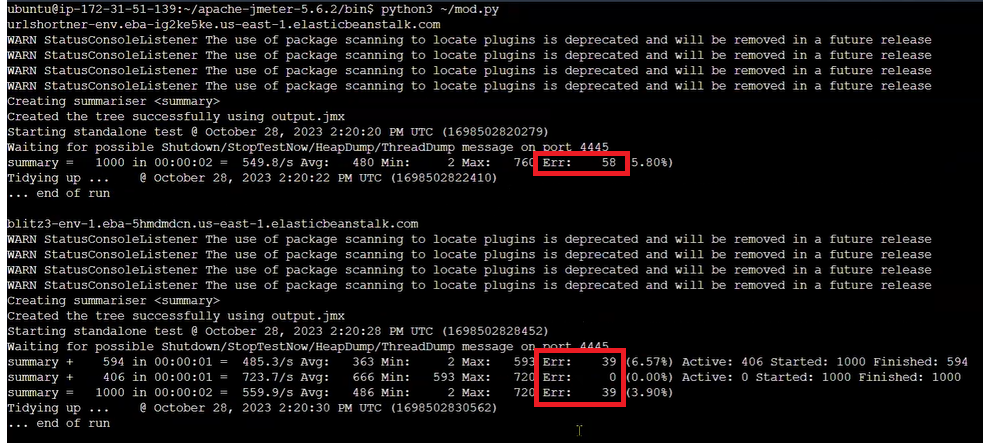 ubuntu@ip-172-31-51-139:~/apache-jmeter-5.6.2/bin$ python3 ~/mod.py
urlshortner-env.eba-ig2ke5ke.us-east-1.elasticbeanstalk.com
WARN StatusConsoleListener The use of package scanning to locate plugins is deprecated and will be removed in a future release
WARN StatusConsoleListener The use of package scanning to locate plugins is deprecated and will be removed in a future release
WARN StatusConsoleListener The use of package scanning to locate plugins is deprecated and will be removed in a future release
WARN StatusConsoleListener The use of package scanning to locate plugins is deprecated and will be removed in a future release
Creating summariser <summary>
Created the tree successfully using output.jmx
Starting standalone test @ October 28, 2023 2:20:20 PM UTC (1698502820279)
Waiting for possible Shutdown/StopTestNow/HeapDump/ThreadDump message on port 4445
summary =   1000 in 00:00:02 =  549.8/s Avg:   480 Min:     2 Max:   760 Err:    58 (5.80%)
Tidying up ...    @ October 28, 2023 2:20:22 PM UTC (1698502822410)
... end of run
blitz3-env-1.eba-5hmdmdcn.us-east-1.elasticbeanstalk.com
WARN StatusConsoleListener The use of package scanning to locate plugins is deprecated and will be removed in a future release
WARN StatusConsoleListener The use of package scanning to locate plugins is deprecated and will be removed in a future release
WARN StatusConsoleListener The use of package scanning to locate plugins is deprecated and will be removed in a future release
WARN StatusConsoleListener The use of package scanning to locate plugins is deprecated and will be removed in a future release
Creating summariser <summary>
Created the tree successfully using output.jmx
Starting standalone test @ October 28, 2023 2:20:28 PM UTC (1698502828452)
Waiting for possible Shutdown/StopTestNow/HeapDump/ThreadDump message on port 4445
summary +    594 in 00:00:01 =  485.3/s Avg:   363 Min:     2 Max:   593 Err:    39 (6.57%) Active: 406 Started: 1000 Finished: 594
summary +    406 in 00:00:01 =  723.7/s Avg:   666 Min:   593 Max:   720 Err:     0 (0.00%) Active: 0 Started: 1000 Finished: 1000
summary =   1000 in 00:00:02 =  559.9/s Avg:   486 Min:     2 Max:   720 Err:    39 (3.90%)
Tidying up ...    @ October 28, 2023 2:20:30 PM UTC (1698502830562)
... end of run